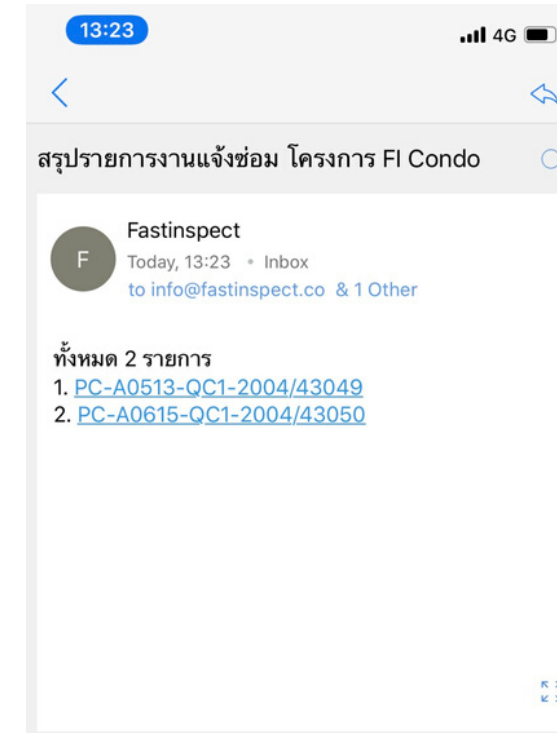 13:23
4G
สรุปรายการงานแจ้งซ่อม โครงการ FI Condo
F
Fastinspect
Today, 13:23 • Inbox
to info@fastinspect.co & 1 Other
ทั้งหมด 2 รายการ
1. PC-A0513-QC1-2004/43049
2. PC-A0615-QC1-2004/43050